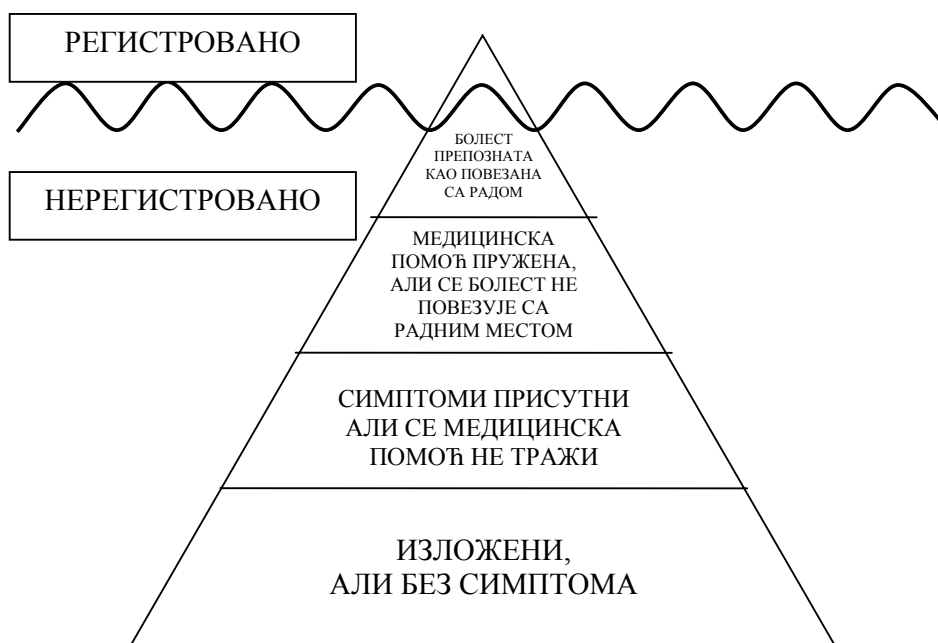 РЕГИСТРОВАНО
БОЛЕСТ
ПРЕПОЗНАТА
КАО ПОВЕЗАНА
СА РАДОМ
НЕРЕГИСТРОВАНО
МЕДИЦИНСКА
ПОМОЋ ПРУЖЕНА,
АЛИ СЕ БОЛЕСТ НЕ
ПОВЕЗУЈЕ СА
РАДНИМ МЕСТОМ
СИМПТОМИ ПРИСУТНИ
АЛИ СЕ МЕДИЦИНСКА
ПОМОЋ НЕ ТРАЖИ
ИЗЛОЖЕНИ,
АЛИ БЕЗ СИМПТОМА